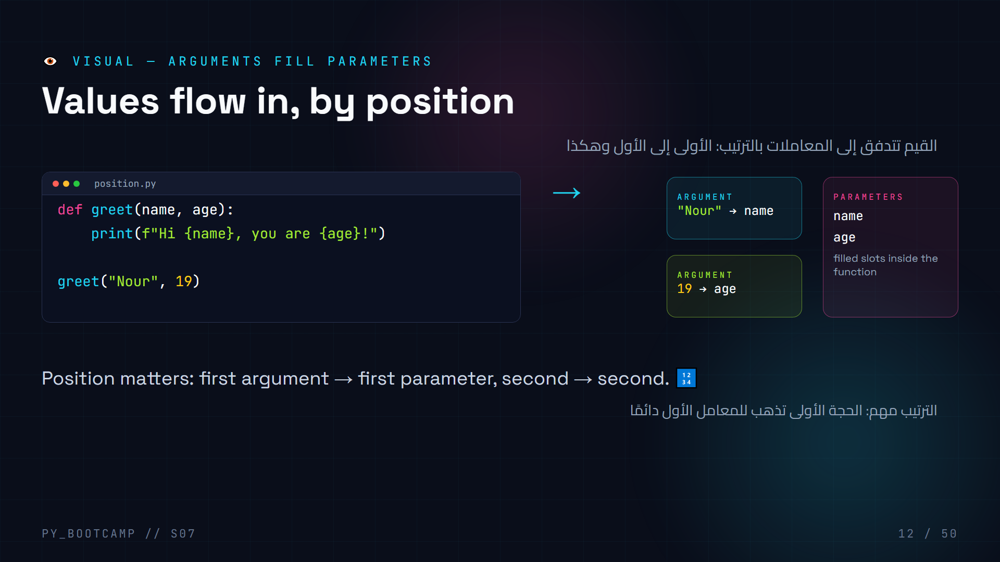 👁 VISUAL — ARGUMENTS FILL PARAMETERS
Values flow in, by position
القيم تتدفق إلى المعاملات بالترتيب: الأولى إلى الأول وهكذا
position.py
def greet(name, age):
    print(f"Hi {name}, you are {age}!")
greet("Nour", 19)
→
ARGUMENT
"Nour" → name
ARGUMENT
19 → age
PARAMETERS
name
age
filled slots inside the
function
Position matters: first argument → first parameter, second → second. 🔢
الترتيب مهم: الحجة الأولى تذهب للمعامل الأول دائمًا
PY_BOOTCAMP // S07
12 / 50